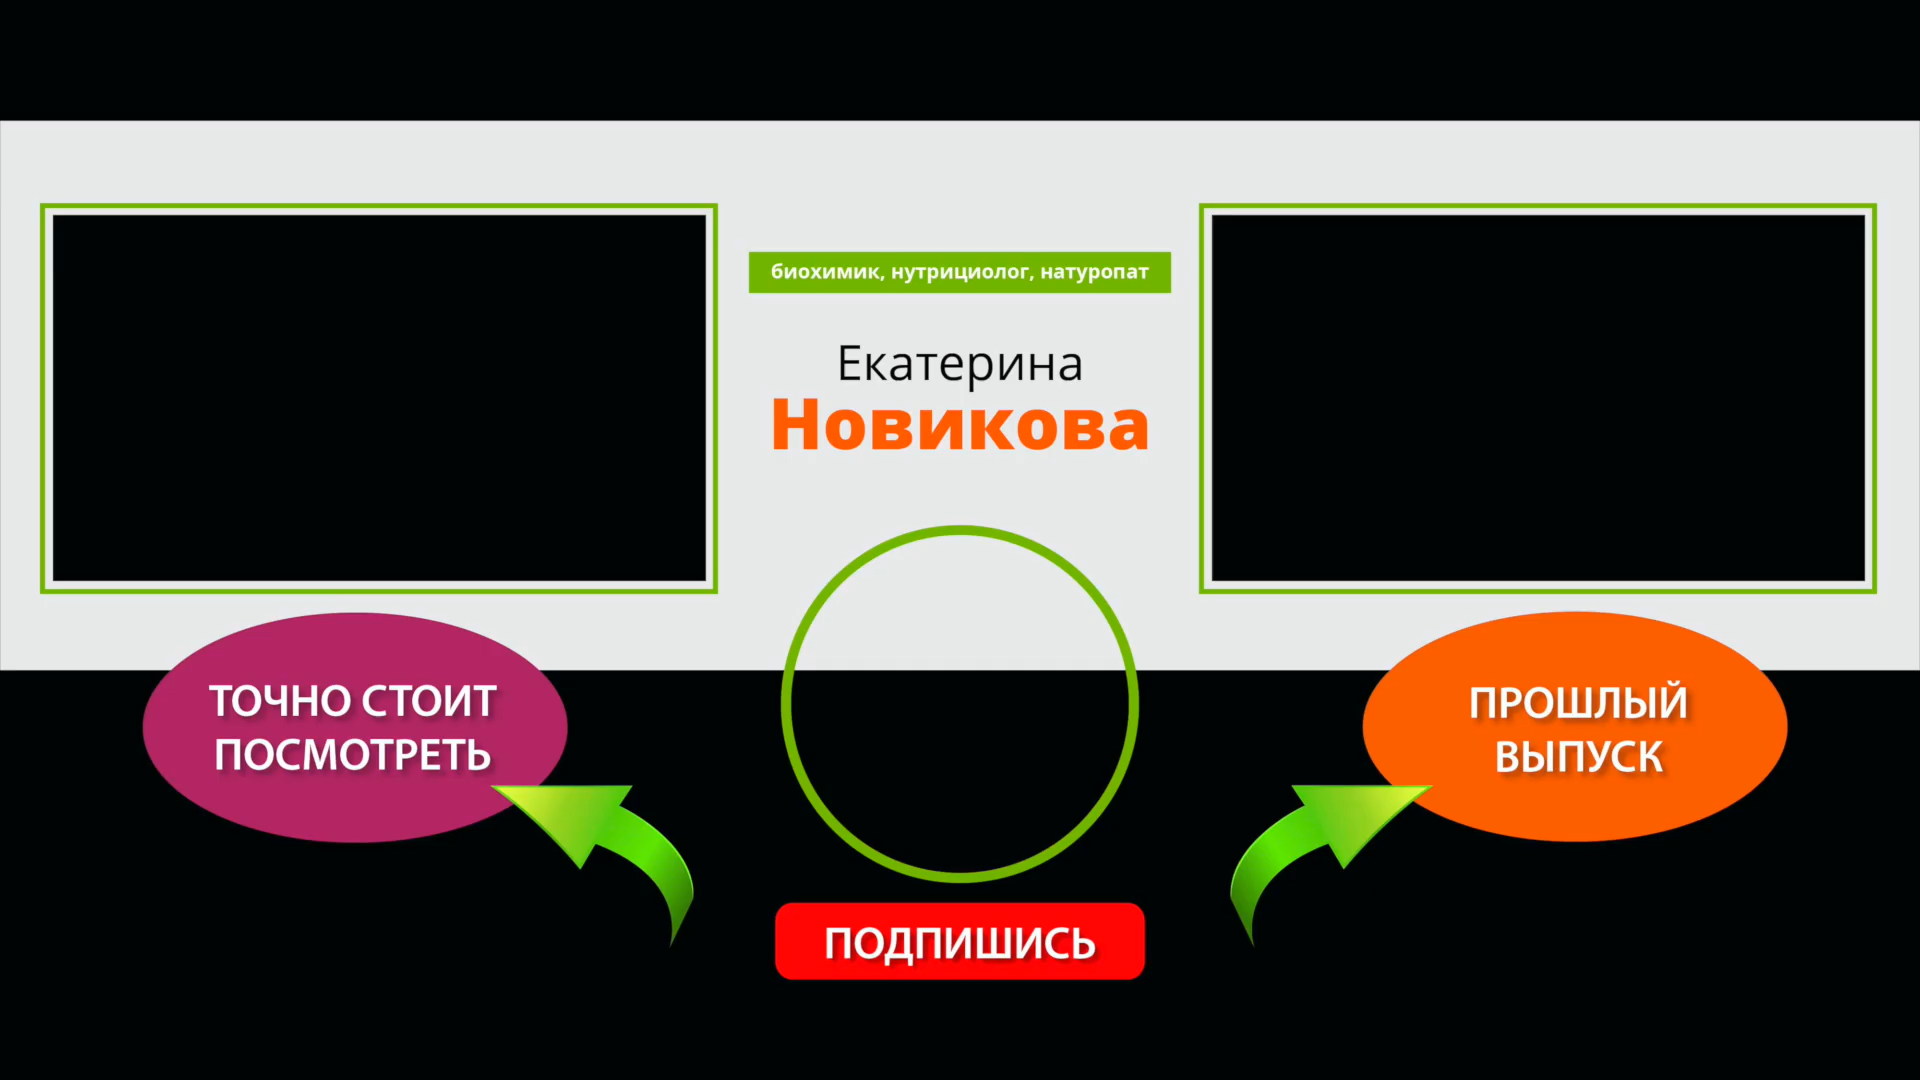 биохимик, нутрициолог, натуропат
Екатерина
Новикова
ТОЧНО СТОИТ
ПОСМОТРЕТЬ
ПРОШЛЫЙ
ВЫПУСК
ПОДПИШИСЬ